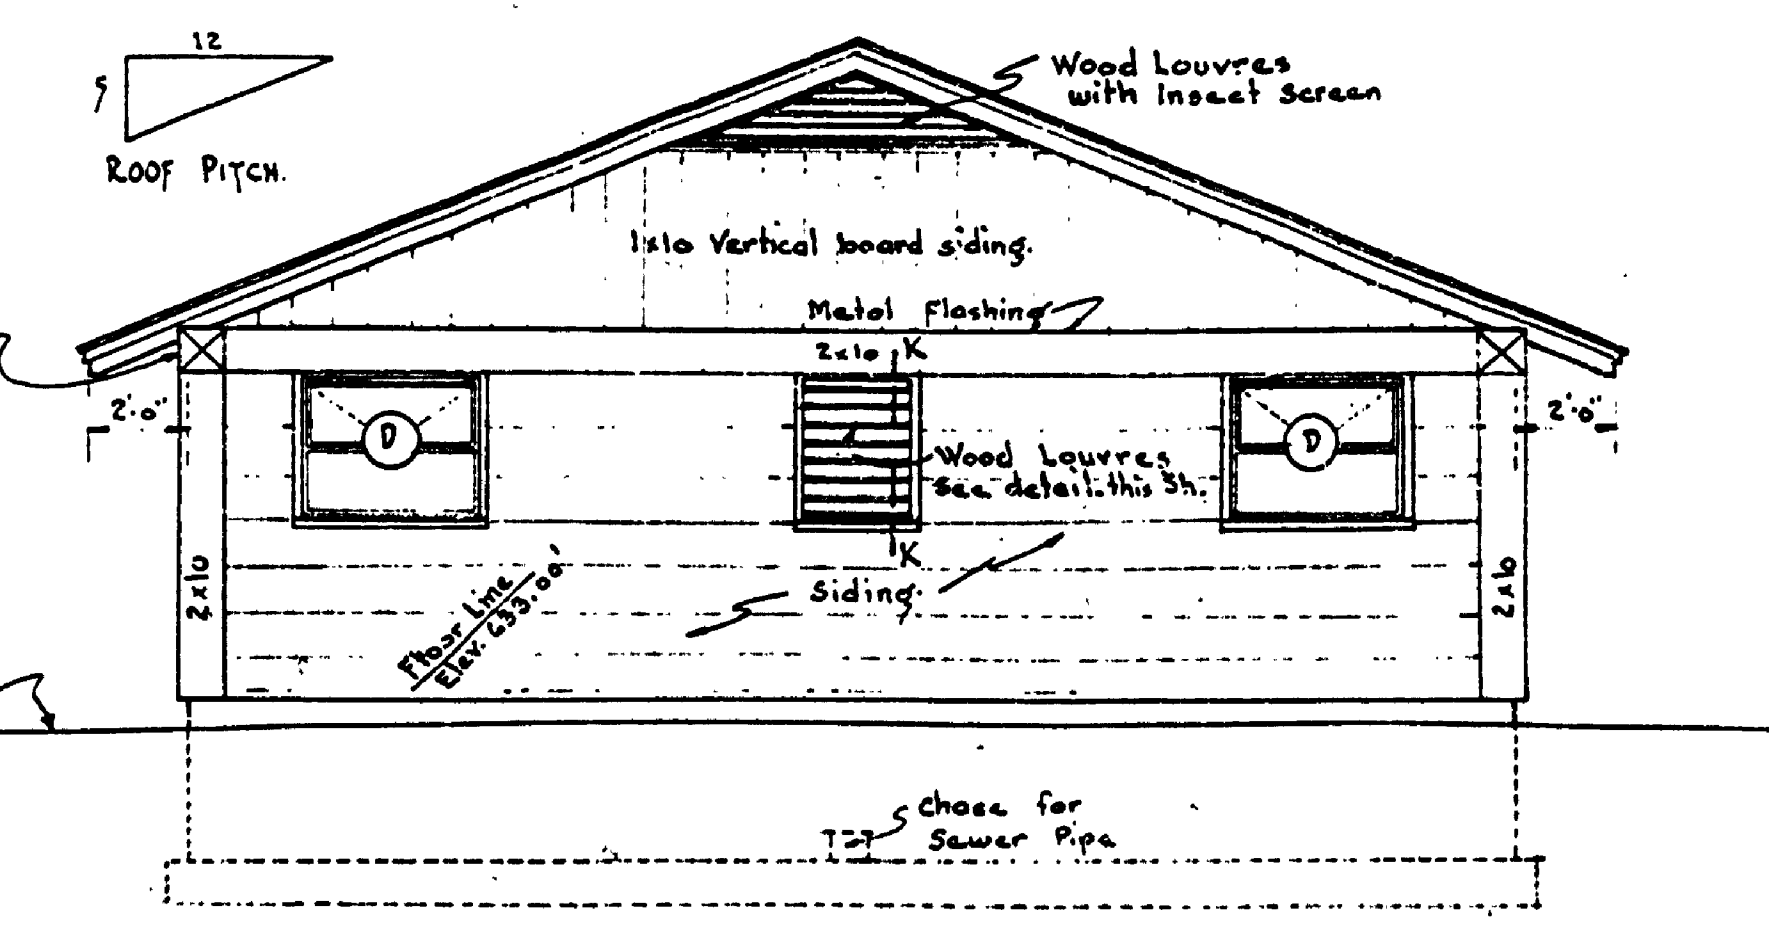 12
5
ROOF PITCH.
Wood Louvres
with Insect Screen
1x10 Vertical board siding.
Metal Flashing
2x10 K
2'-0"
2'-0"
D
D
Wood Louvres
see detail this Sh.
K
2x10
2x10
Siding.
Floor Line
Elev. 633.00'
Chase for
Sewer Pipe